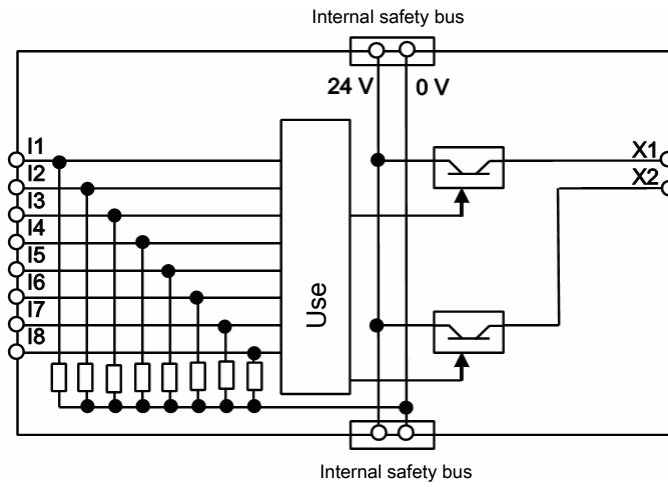 Internal safety bus
24 V
0 V
I1
I2
I3
I4
I5
I6
I7
I8
Use
X1
X2
Internal safety bus